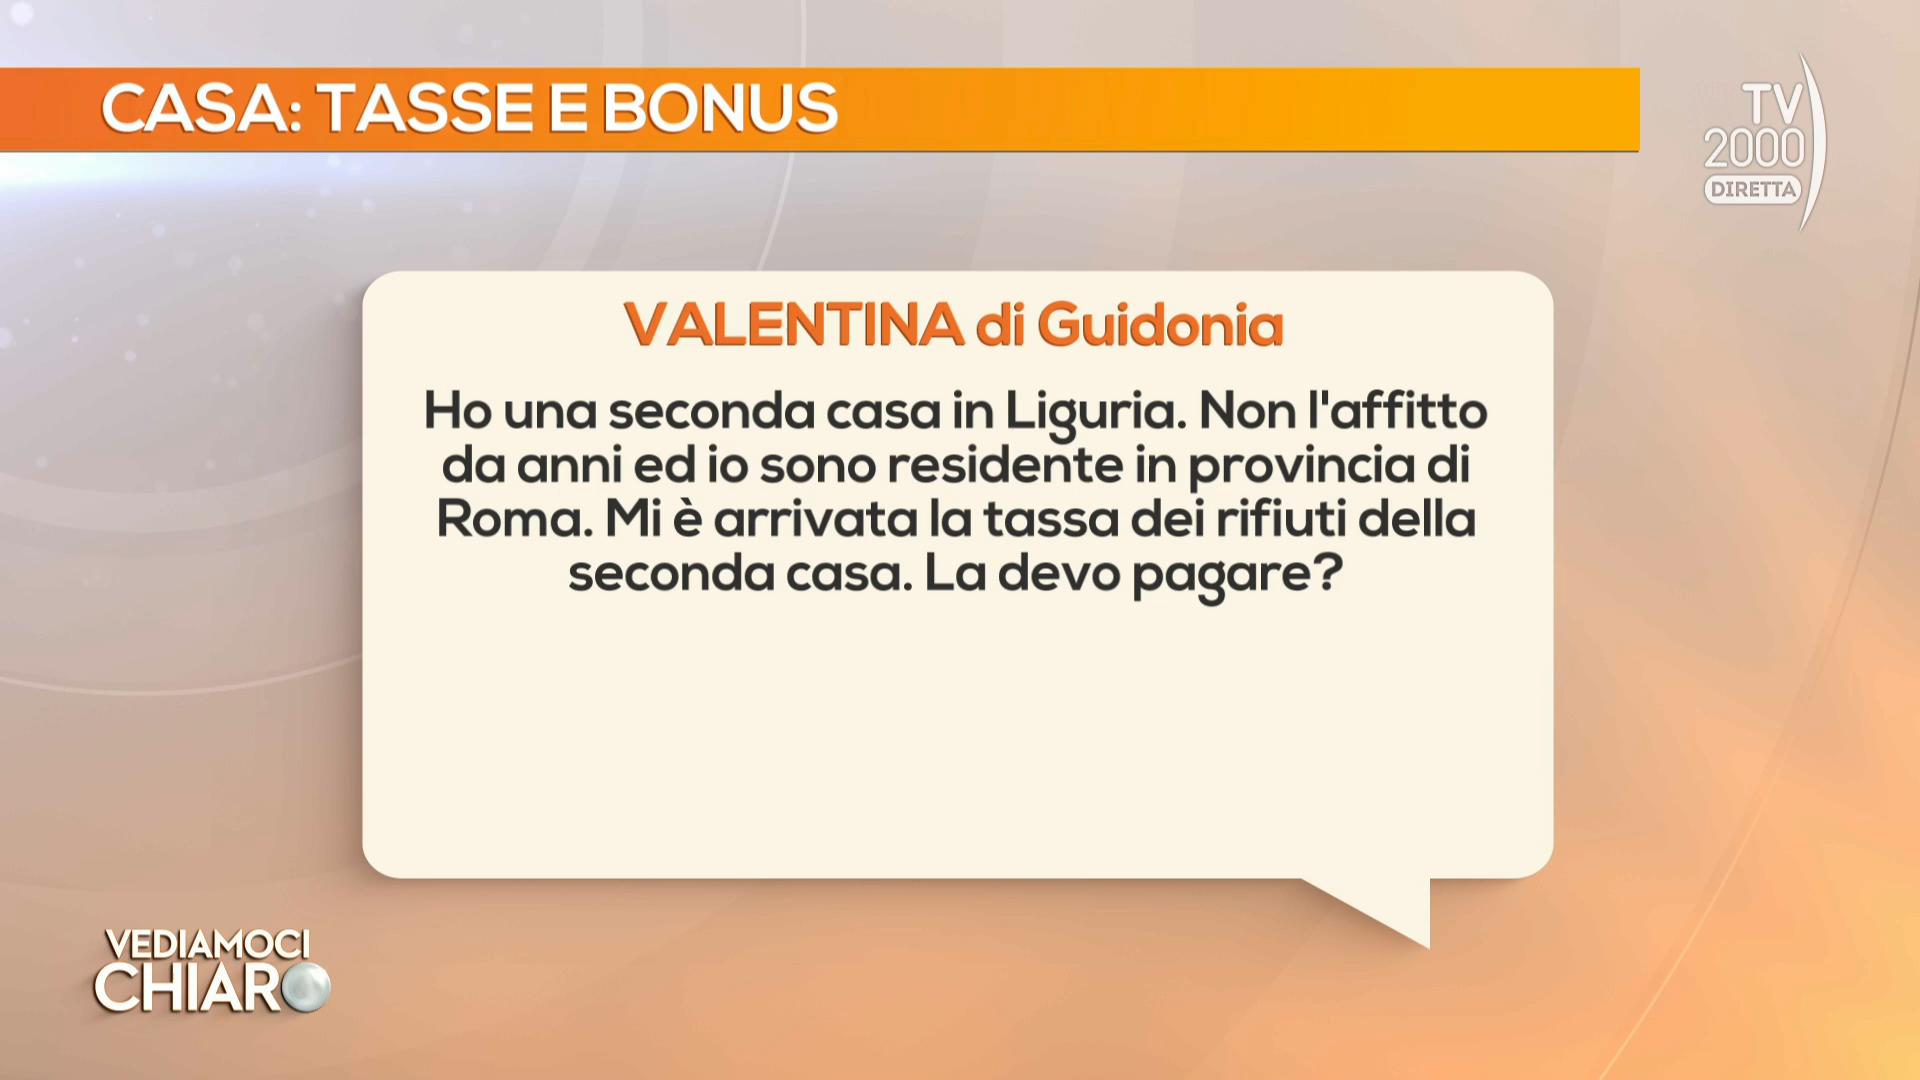 CASA: TASSE E BONUS
TV
2000
DIRETTA
VALENTINA di Guidonia
Ho una seconda casa in Liguria. Non l'affitto
da anni ed io sono residente in provincia di
Roma. Mi è arrivata la tassa dei rifiuti della
seconda casa. La devo pagare?
VEDIAMOCI
CHIARO